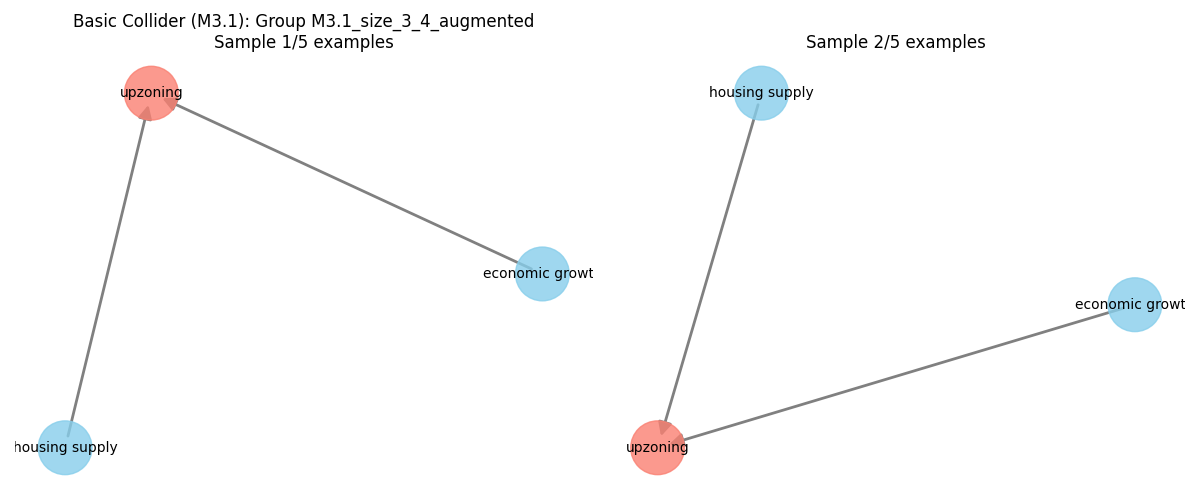 Basic Collider (M3.1): Group M3.1_size_3_4_augmented
Sample 1/5 examples
upzoning
economic growt
housing supply
Sample 2/5 examples
housing supply
economic growt
upzoning